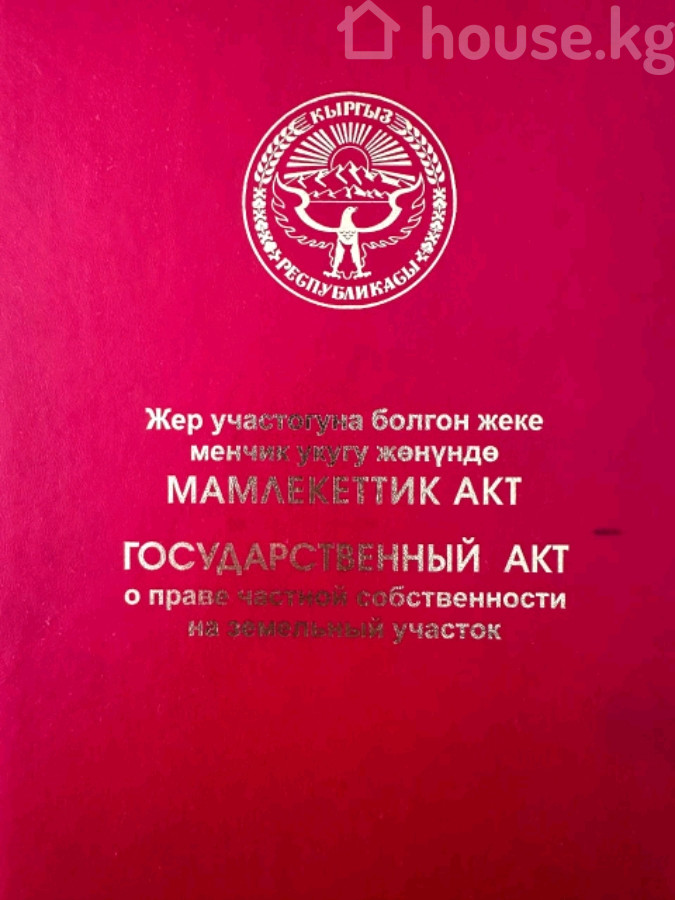 house.kg
КЫРГЫЗ
РЕСПУБЛИКАСЫ
Жер участогуна болгон жеке
менчик укугу жөнүндө
МАМЛЕКЕТТИК АКТ
ГОСУДАРСТВЕННЫЙ АКТ
о праве частной собственности
на земельный участок